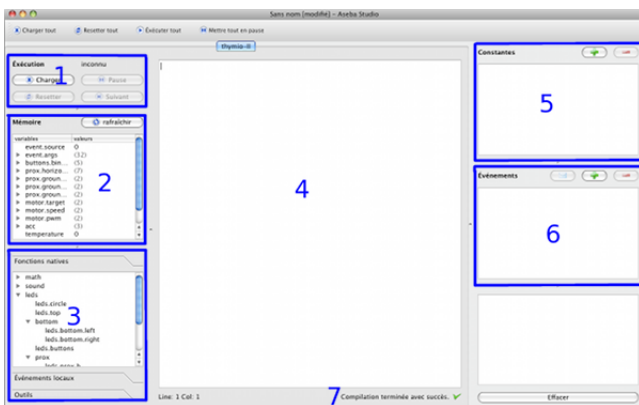 Sans nom [modifié] - Aseba Studio
Charger tout Resetter tout Exécuter tout Mettre tout en pause
thymio-II
Exécution inconnu
Charger Pause
Resetter Suivant
1
Mémoire rafraîchir
variables valeurs
event.source 0
event.args (32)
buttons.bin... (5)
prox.horizo... (7)
prox.groun... (2)
prox.groun... (2)
prox.groun... (2)
motor.target (2)
motor.speed (2)
motor.pwm (2)
acc (3)
temperature 0
2
Fonctions natives
math
sound
leds
leds.circle
leds.top
bottom
leds.bottom.left
leds.bottom.right
leds.buttons
prox
leds.prox.h
3
Événements locaux
Outils
4
Line: 1 Col: 1
7
Compilation terminée avec succès.
Constantes
5
Événements
6
Effacer